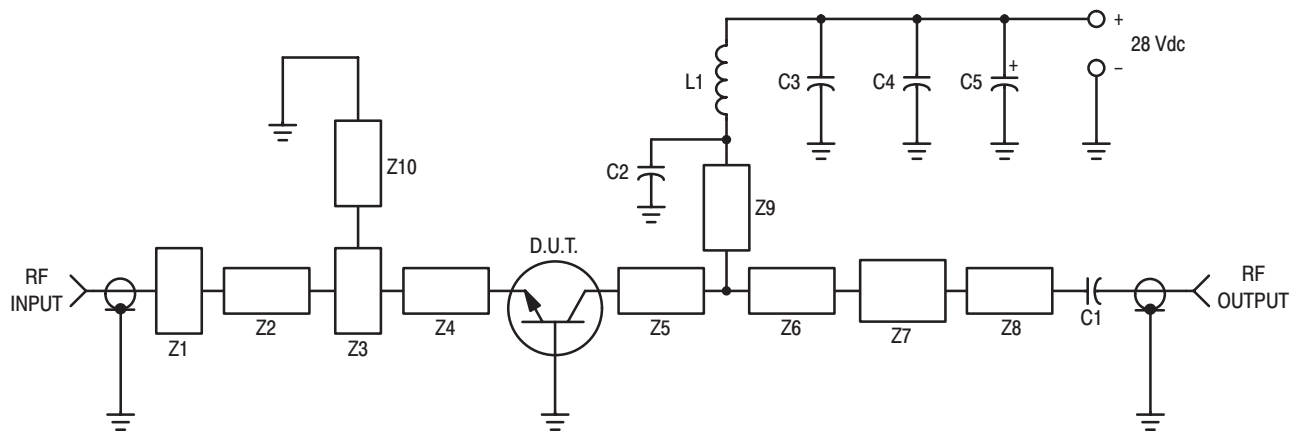 +
28 Vdc
–
L1
C3
C4
+
C5
Z10
C2
Z9
D.U.T.
RF
INPUT
RF
OUTPUT
C1
Z1
Z2
Z3
Z4
Z5
Z6
Z7
Z8